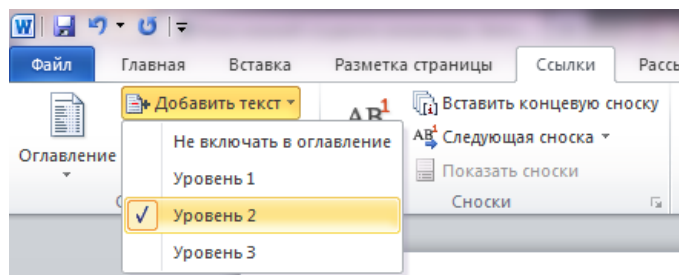 Файл Главная Вставка Разметка страницы Ссылки
Добавить текст
Оглавление
Не включать в оглавление
Уровень 1
Уровень 2
Уровень 3
AB1
Вставить концевую сноску
AB1 Следующая сноска
Показать сноски
Сноски